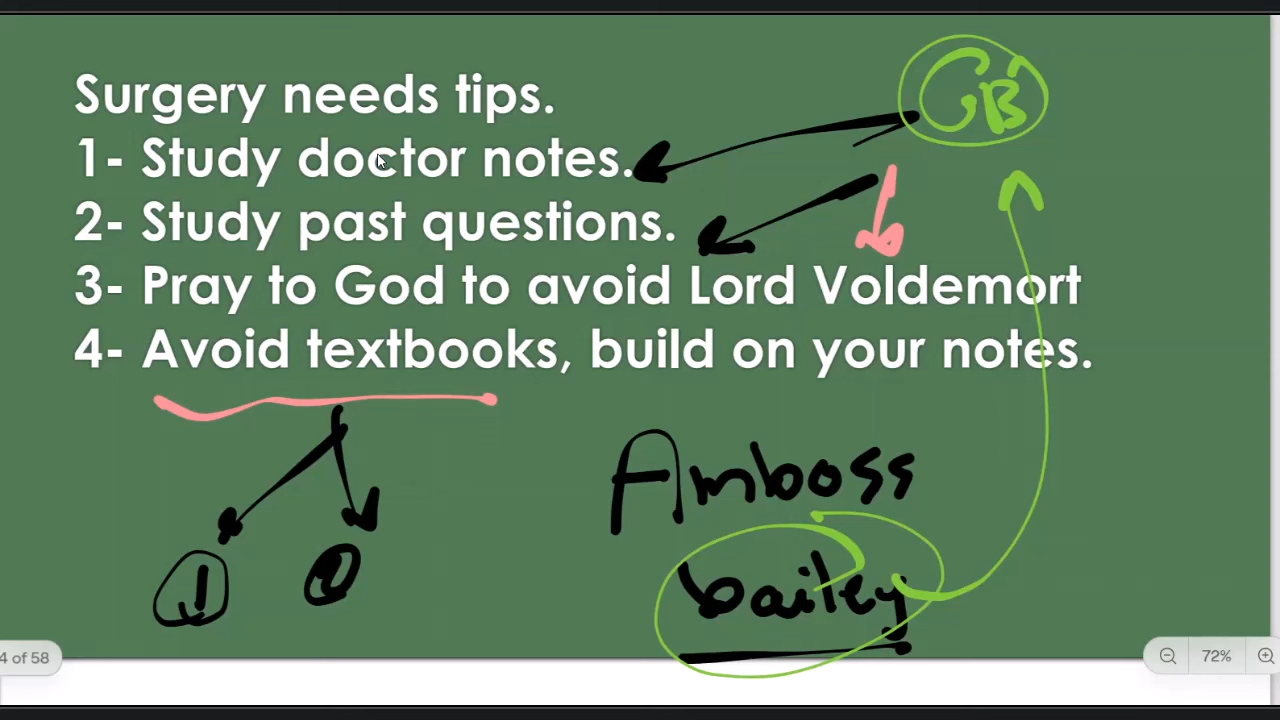 Surgery needs tips.
1- Study doctor notes.
2- Study past questions.
3- Pray to God to avoid Lord Voldemort
4- Avoid textbooks, build on your notes.
Amboss
bailey
1
4 of 58
72%